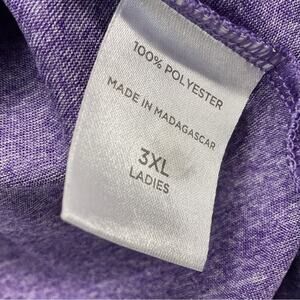 100% POLYESTER
MADE IN MADAGASCAR
3XL
LADIES